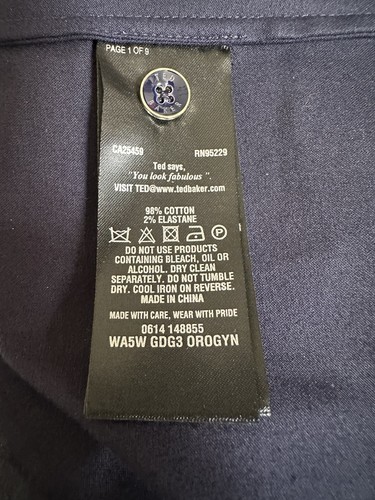 PAGE 1 OF 9
TED
BAKER
CA25459 RN95229
Ted says,
"You look fabulous".
VISIT TED@www.tedbaker.com
98% COTTON
2% ELASTANE
P
DO NOT USE PRODUCTS
CONTAINING BLEACH, OIL OR
ALCOHOL. DRY CLEAN
SEPARATELY. DO NOT TUMBLE
DRY. COOL IRON ON REVERSE.
MADE IN CHINA
MADE WITH CARE, WEAR WITH PRIDE
0614 148855
WA5W GDG3 OROGYN